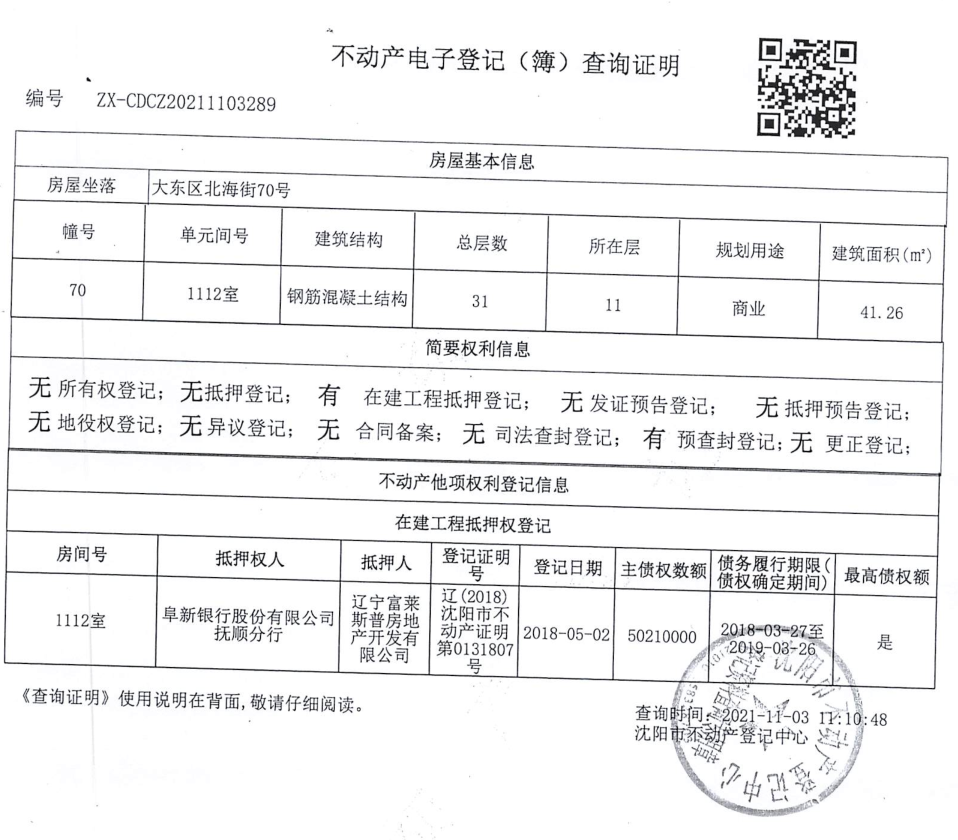 不动产电子登记（簿）查询证明
编号 ZX-CDCZ20211103289
房屋基本信息
房屋坐落 大东区北海街70号
幢号 单元间号 建筑结构 总层数 所在层 规划用途 建筑面积(㎡)
70 1112室 钢筋混凝土结构 31 11 商业 41.26
简要权利信息
无 所有权登记； 无抵押登记； 有 在建工程抵押登记； 无 发证预告登记； 无 抵押预告登记；
无 地役权登记； 无 异议登记； 无 合同备案； 无 司法查封登记； 有 预查封登记； 无 更正登记；
不动产他项权利登记信息
在建工程抵押权登记
房间号 抵押权人 抵押人 登记证明号 登记日期 主债权数额 债务履行期限(债权确定期间) 最高债权额
1112室 阜新银行股份有限公司抚顺分行 辽宁富莱斯普房地产开发有限公司 辽(2018)沈阳市不动产证明第0131807号 2018-05-02 50210000 2018-03-27至2019-03-26 是
《查询证明》使用说明在背面,敬请仔细阅读。
查询时间: 2021-11-03 11:10:48
沈阳市不动产登记中心
沈阳市不动产登记中心